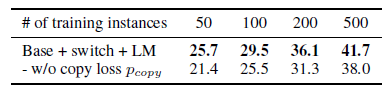 # of training instances 50 100 200 500
Base + switch + LM 25.7 29.5 36.1 41.7
- w/o copy loss pcopy 21.4 25.5 31.3 38.0